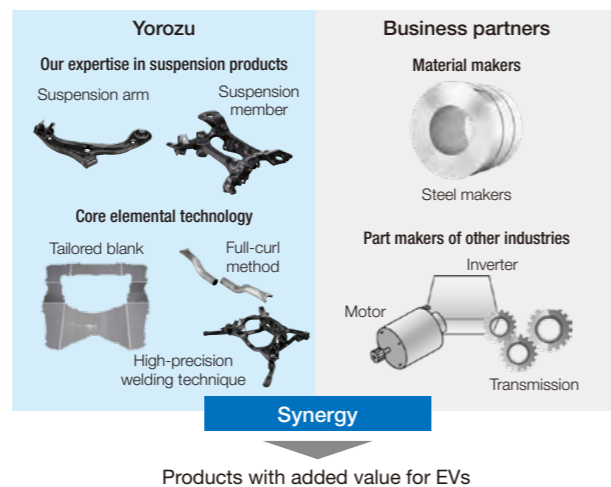 Yorozu
Our expertise in suspension products
Suspension arm
Suspension
member
Core elemental technology
Tailored blank
Full-curl
method
High-precision
welding technique
Business partners
Material makers
Steel makers
Part makers of other industries
Inverter
Motor
Transmission
Synergy
Products with added value for EVs